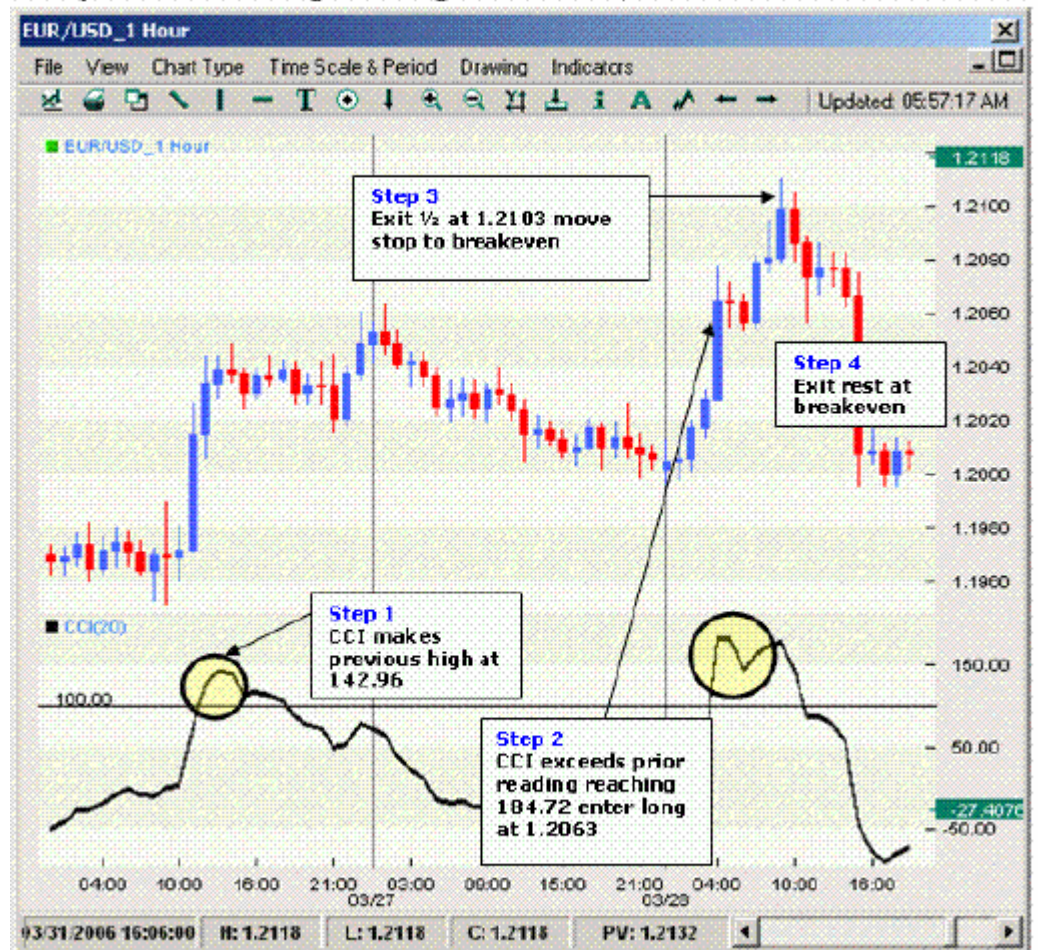 EUR/USD_1 Hour
File View Chart Type Time Scale & Period Drawing Indicators
Updated: 05:57:17 AM
EUR/USD_1 Hour
1.2118
Step 3
Exit ½ at 1.2103 move
stop to breakeven
1.2100
1.2090
1.2060
Step 4
Exit rest at
breakeven
1.2040
1.2020
1.2000
1.1980
1.1960
CCI(20)
Step 1
CCI makes
previous high at
142.96
150.00
100.00
Step 2
CCI exceeds prior
reading reaching
184.72 enter long
at 1.2063
50.00
-27.4076
-50.00
04:00 10:00 16:00 21:00 03:00 09:00 15:00 21:00 04:00 10:00 16:00
03/27 03/28
03/31/2006 16:06:00 H: 1.2118 L: 1.2118 C: 1.2118 PV: 1.2132